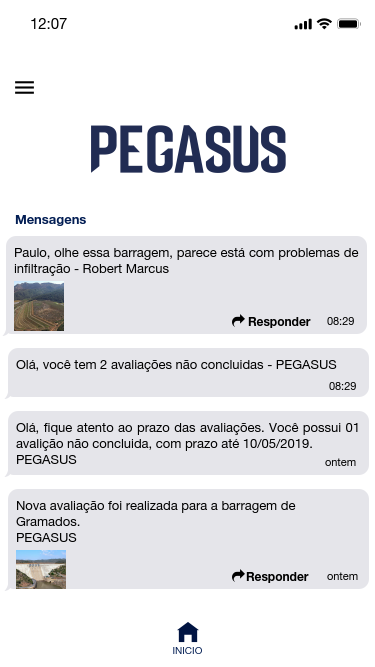 12:07
PEGASUS
Mensagens
Paulo, olhe essa barragem, parece está com problemas de
infiltração - Robert Marcus
Responder 08:29
Olá, você tem 2 avaliações não concluidas - PEGASUS
08:29
Olá, fique atento ao prazo das avaliações. Você possui 01
avalição não concluida, com prazo até 10/05/2019.
PEGASUS
ontem
Nova avaliação foi realizada para a barragem de
Gramados.
PEGASUS
Responder ontem
INICIO